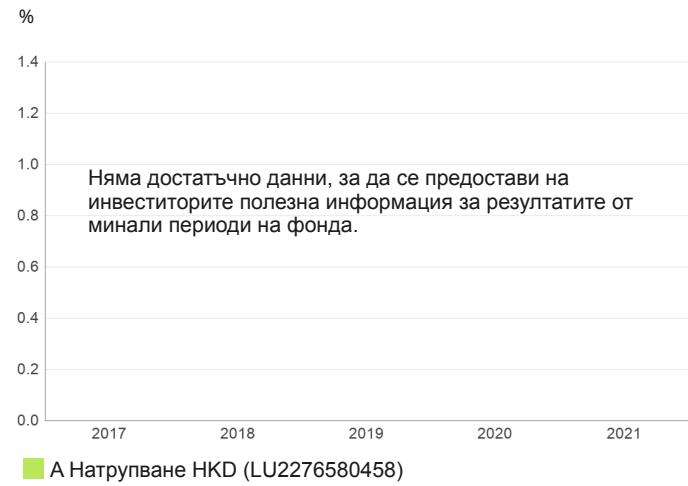 %
1.4
1.2
1.0
Няма достатъчно данни, за да се предостави на
инвеститорите полезна информация за резултатите от
минали периоди на фонда.
0.8
0.6
0.4
0.2
0.0
2017 2018 2019 2020 2021
А Натрупване HKD (LU2276580458)